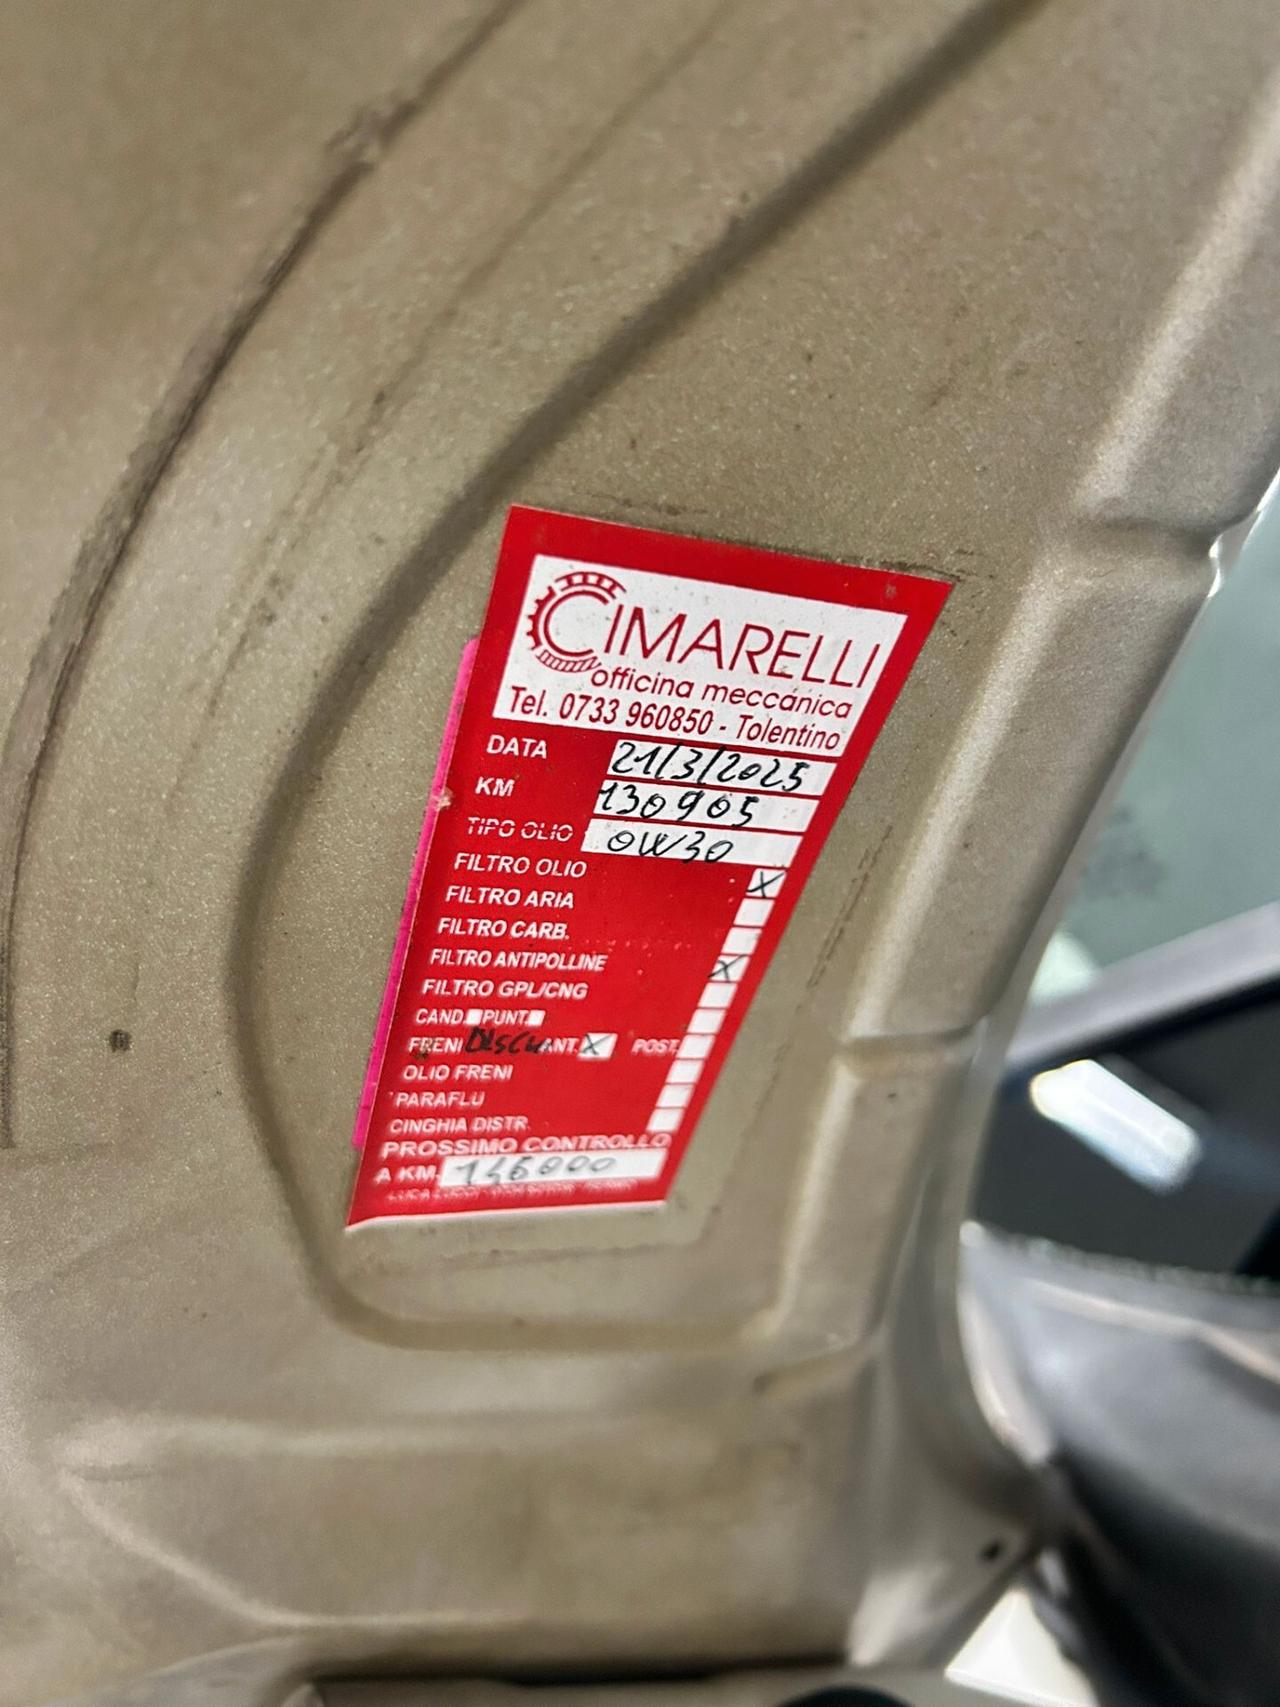 CIMARELLI
officina meccanica
Tel. 0733 960850 - Tolentino
DATA 21/3/2025
KM 130905
TIPO OLIO 0W30
FILTRO OLIO X
FILTRO ARIA
FILTRO CARB.
FILTRO ANTIPOLLINE X
FILTRO GPL/CNG
CAND. PUNT.
FRENI DISCHI ANT. X POST.
OLIO FRENI
PARAFLU
CINGHIA DISTR.
PROSSIMO CONTROLLO
A KM. 146000